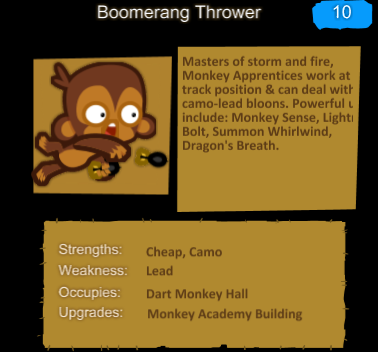 Boomerang Thrower
10
Masters of storm and fire,
Monkey Apprentices work at
track position & can deal with
camo-lead bloons. Powerful
include: Monkey Sense,
Bolt, Summon Whirlwind,
Dragon's Breath.
Strengths: Cheap, Camo
Weakness: Lead
Occupies: Dart Monkey Hall
Upgrades: Monkey Academy Building